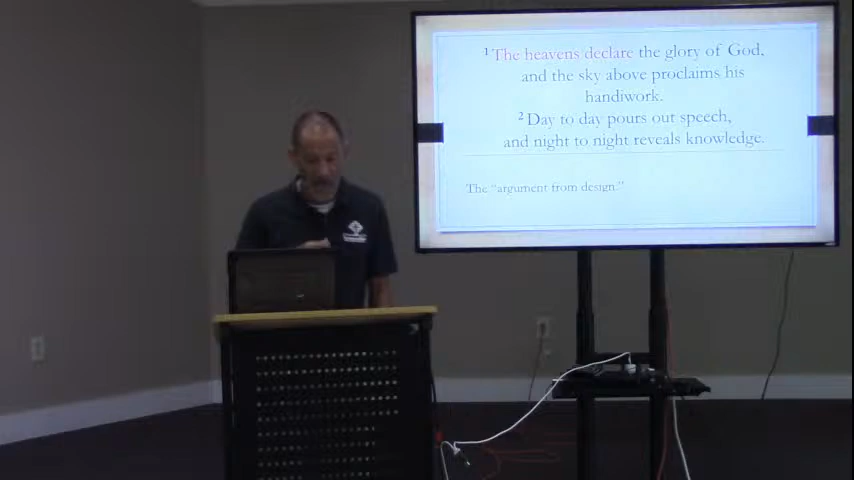 1 The heavens declare the glory of God,
and the sky above proclaims his
handiwork.
2 Day to day pours out speech,
and night to night reveals knowledge.
The “argument from design.”